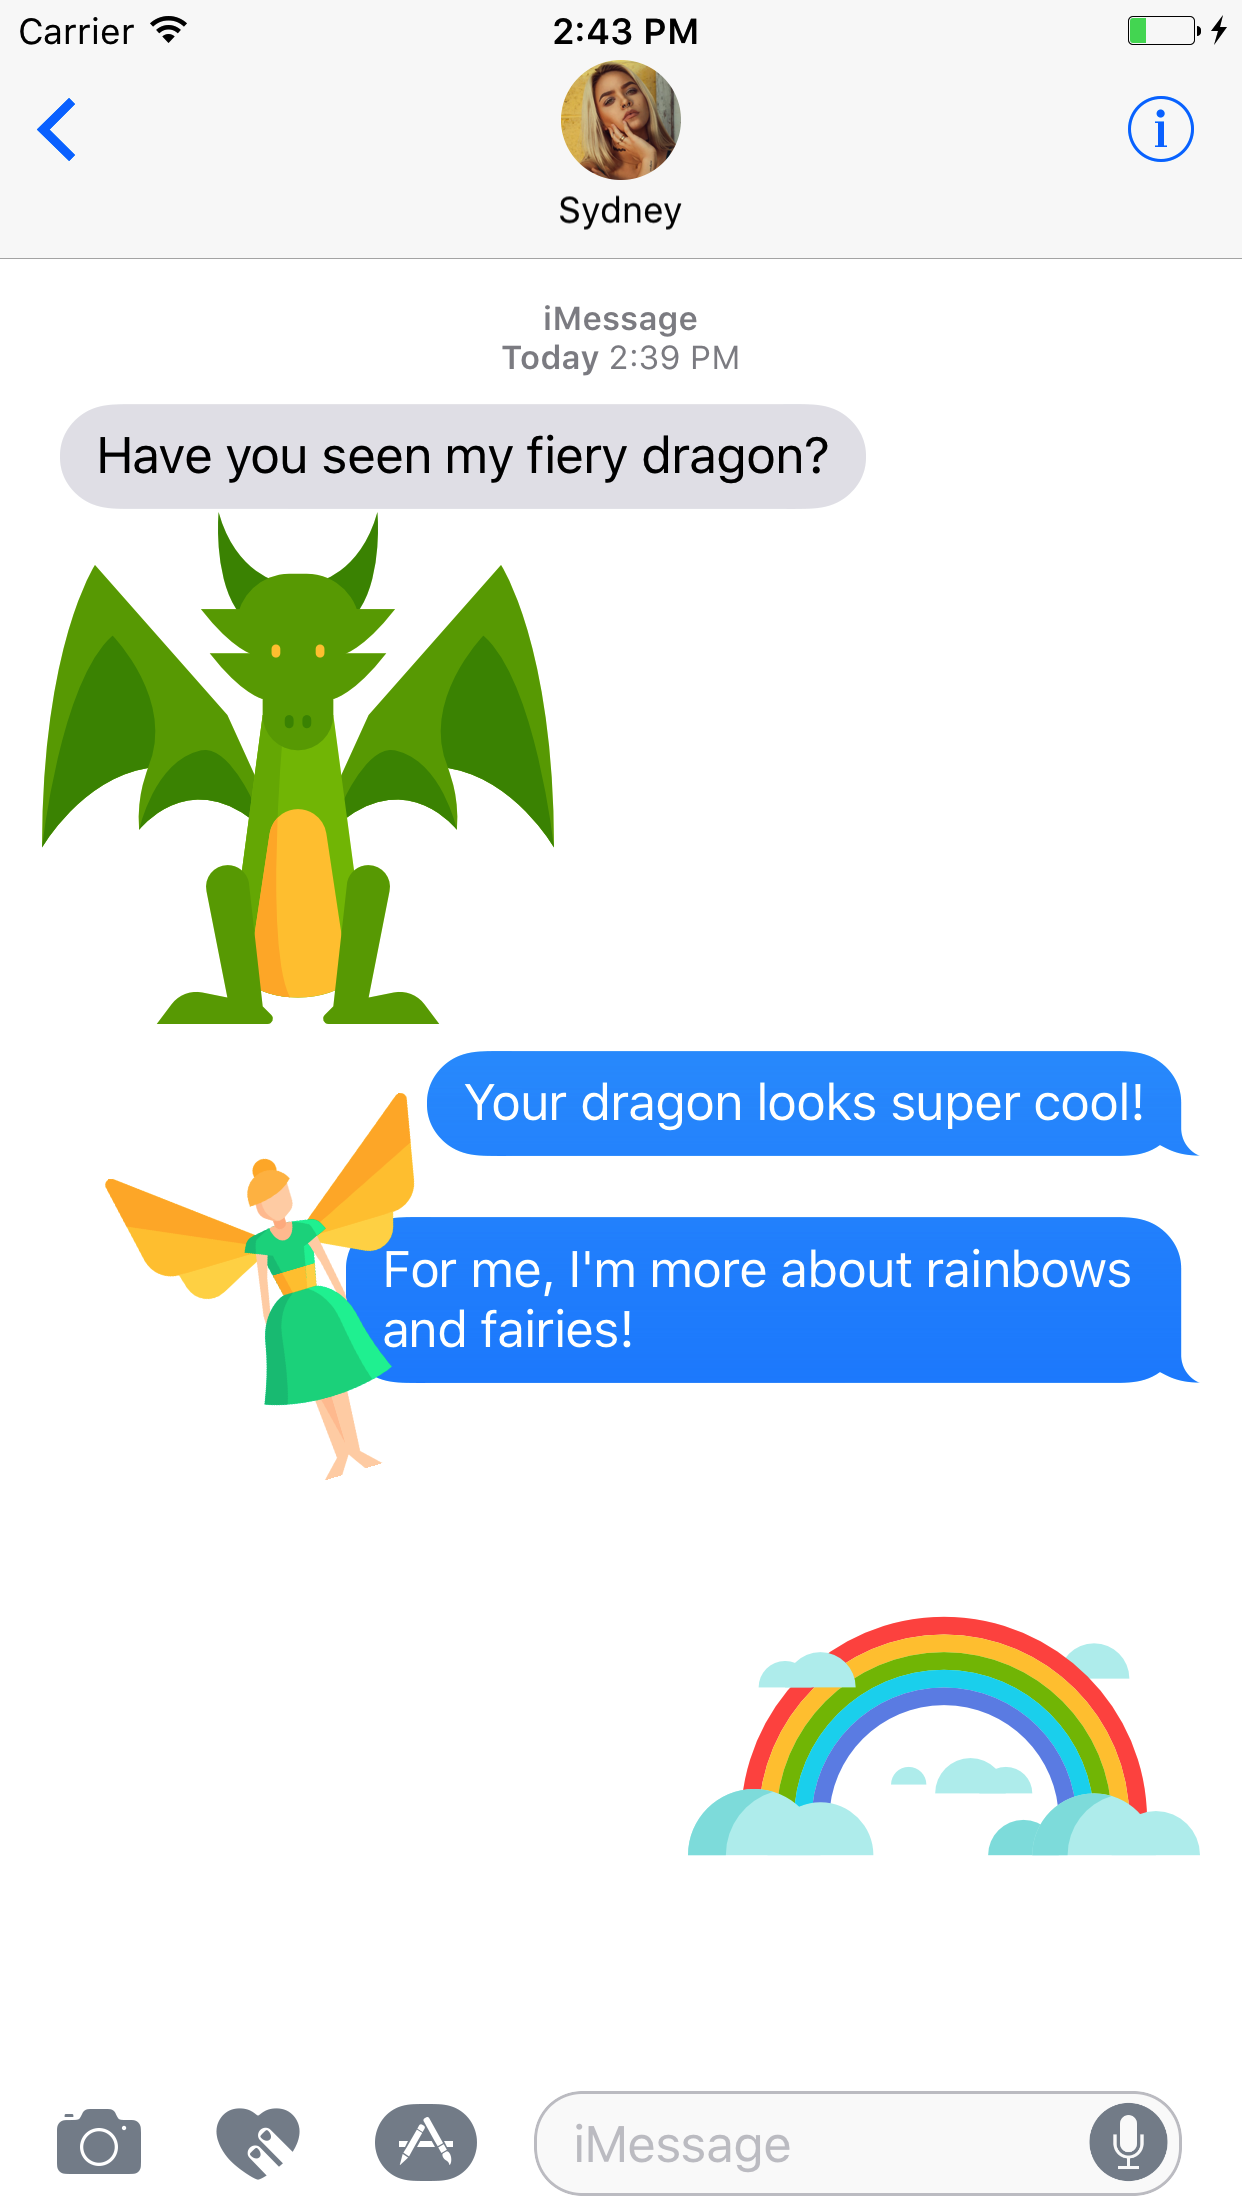 Carrier 2:43 PM
Sydney
iMessage
Today 2:39 PM
Have you seen my fiery dragon?
Your dragon looks super cool!
For me, I'm more about rainbows
and fairies!
iMessage